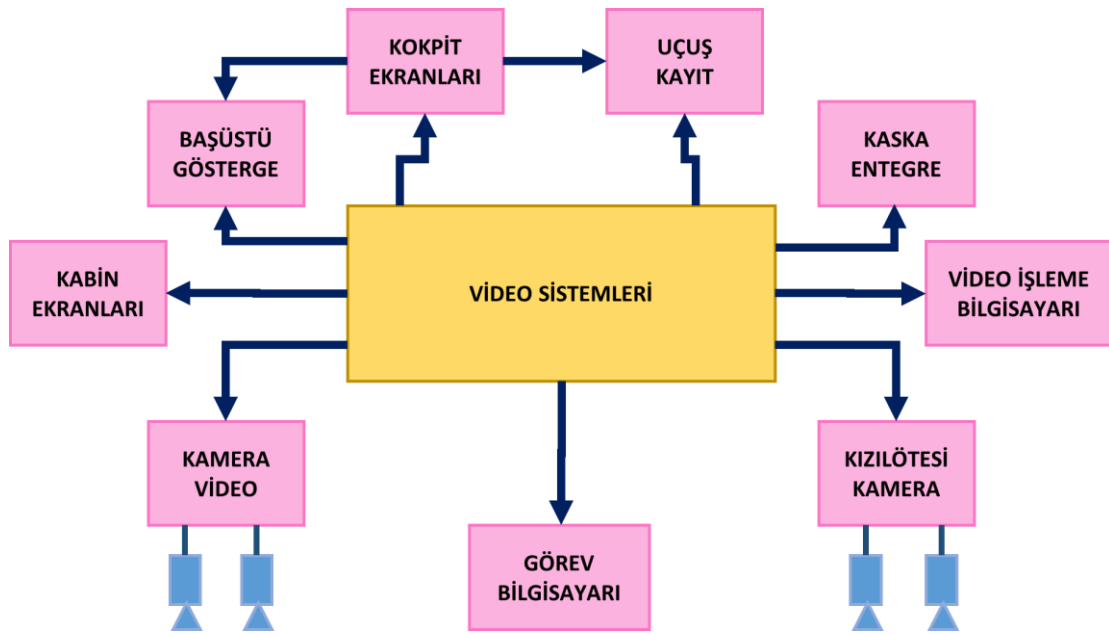 KOKPİT
EKRANLARI
UÇUŞ
KAYIT
BAŞÜSTÜ
GÖSTERGE
KASKA
ENTEGRE
KABİN
EKRANLARI
VİDEO SİSTEMLERİ
VİDEO İŞLEME
BİLGİSAYARI
KAMERA
VİDEO
KIZILÖTESİ
KAMERA
GÖREV
BİLGİSAYARI